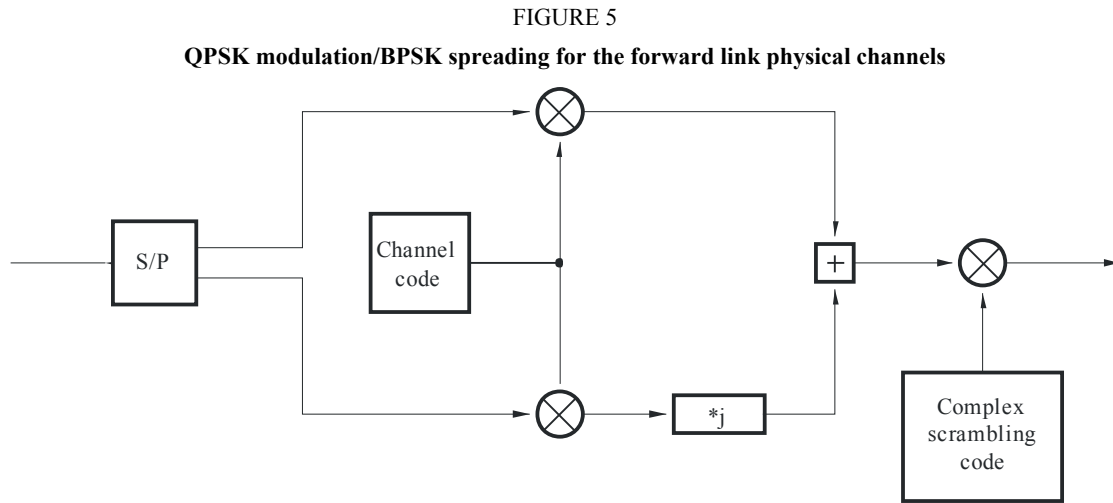 FIGURE 5
QPSK modulation/BPSK spreading for the forward link physical channels
S/P
Channel
code
+
*j
Complex
scrambling
code